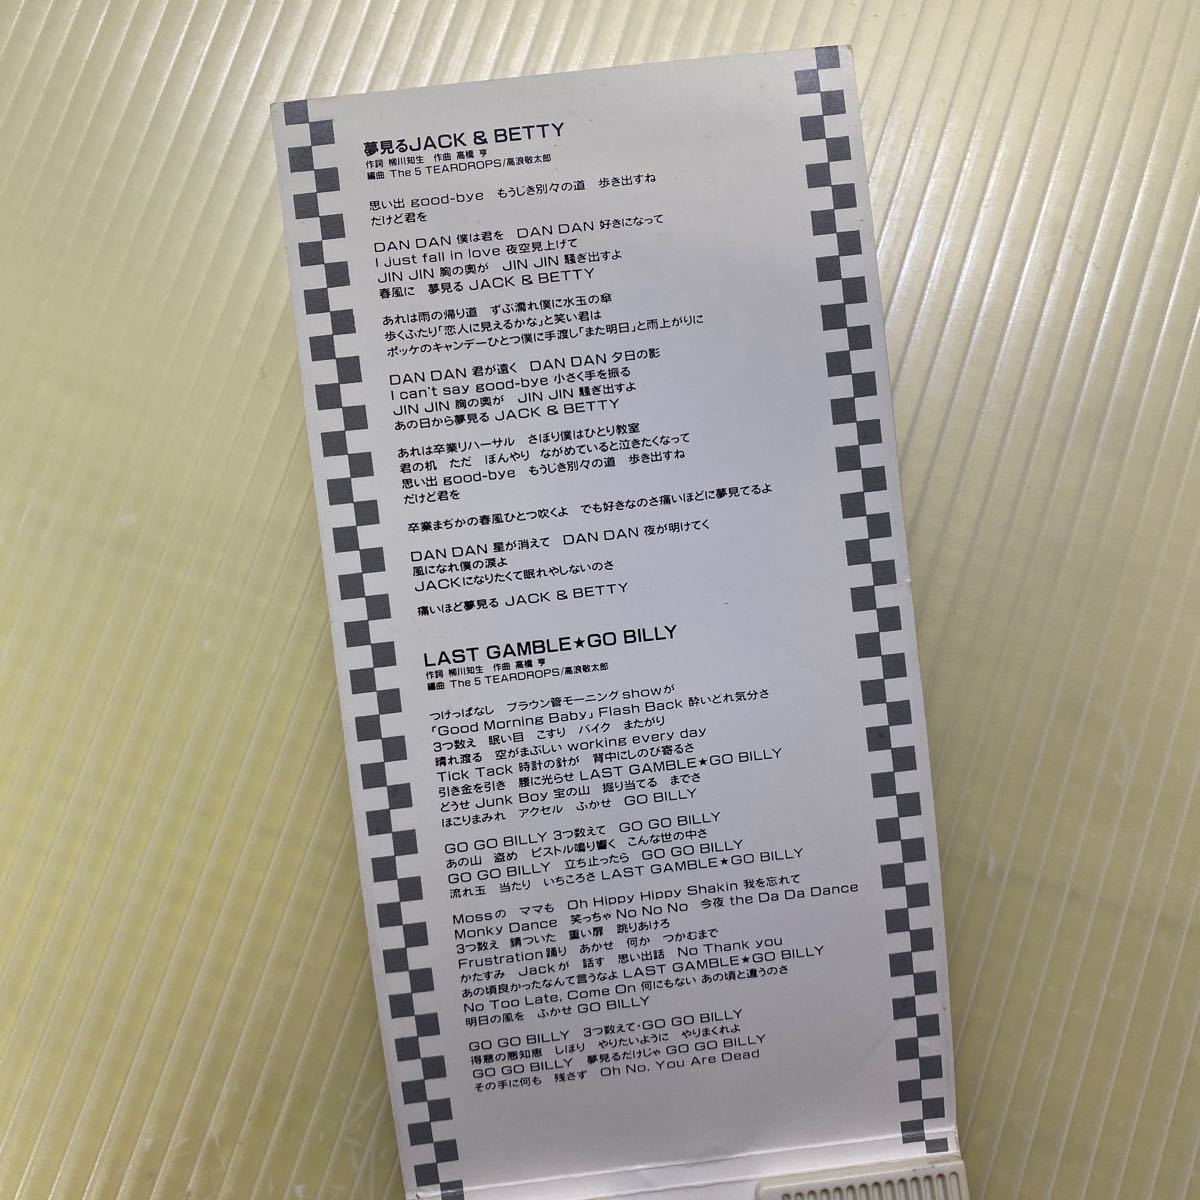 夢見るJACK & BETTY
作詞 柳川知生　作曲 高橋 亨
編曲 The 5 TEARDROPS/高浪敬太郎
思い出 good-bye　もうじき別々の道　歩き出すね
だけど君を
DAN DAN 僕は君を　DAN DAN 好きになって
I just fall in love 夜空見上げて
JIN JIN 胸の奥が　JIN JIN 騒ぎ出すよ
春風に　夢見る JACK & BETTY
あれは雨の帰り道　ずぶ濡れ僕に水玉の傘
歩くふたり「恋人に見えるかな」と笑い君は
ポッケのキャンデーひとつ僕に手渡し「また明日」と雨上がりに
DAN DAN 君が遠く　DAN DAN 夕日の影
I can't say good-bye 小さく手を振る
JIN JIN 胸の奥が　JIN JIN 騒ぎ出すよ
あの日から夢見る JACK & BETTY
あれは卒業リハーサル　さぼり僕はひとり教室
君の机　ただ　ぼんやり　ながめていると泣きたくなって
思い出 good-bye　もうじき別々の道　歩き出すね
だけど君を
卒業まぢかの春風ひとつ吹くよ　でも好きなのさ痛いほどに夢見てるよ
DAN DAN 星が消えて　DAN DAN 夜が明けてく
風になれ僕の涙よ
JACKになりたくて眠れやしないのさ
痛いほど夢見る JACK & BETTY
LAST GAMBLE★GO BILLY
作詞 柳川知生　作曲 高橋 亨
編曲 The 5 TEARDROPS/高浪敬太郎
つけっぱなし　ブラウン管モーニングshowが
「Good Morning Baby」Flash Back 酔いどれ気分さ
3つ数え　眠い目　こすり　バイク　またがり
晴れ渡る　空がまぶしい working every day
Tick Tack 時計の針が　背中にしのび寄るさ
引き金を引き　腰に光らせ LAST GAMBLE★GO BILLY
どうせ Junk Boy 宝の山　掘り当てる　までさ
ほこりまみれ　アクセル　ふかせ　GO BILLY
GO GO BILLY 3つ数えて　GO GO BILLY
あの山　盗め　ピストル鳴り響く　こんな世の中さ
GO GO BILLY　立ち止ったら　GO GO BILLY
流れ玉　当たり　いちころさ LAST GAMBLE★GO BILLY
Mossの　ママも　Oh Hippy Hippy Shakin 我を忘れて
Monky Dance　笑っちゃ No No No　今夜 the Da Da Dance
3つ数え　錆ついた　重い扉　跳りあけろ
Frustration踊り　あかせ　何か　つかむまで
かたすみ　Jackが　話す　思い出話　No Thank you
あの頃良かったなんて言うなよ LAST GAMBLE★GO BILLY
No Too Late, Come On 何にもない あの頃と違うのさ
明日の風を　ふかせ GO BILLY
GO GO BILLY　3つ数えて・GO GO BILLY
得意の悪知恵　しぼり　やりたいように　やりまくれよ
GO GO BILLY　夢見るだけじゃ GO GO BILLY
その手に何も　残さず　Oh No, You Are Dead